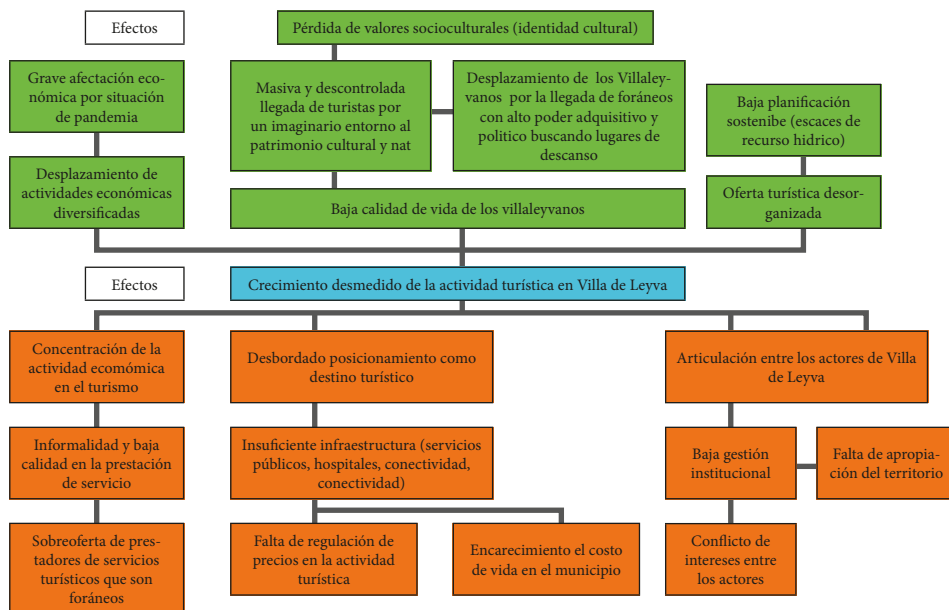 Efectos
Pérdida de valores socioculturales (identidad cultural)
Grave afectación eco-
nómica por situación
de pandemia
Masiva y descontrolada
llegada de turistas por
un imaginario entorno al
patrimonio cultural y nat
Desplazamiento de  los Villaley-
vanos  por la llegada de foráneos
con alto poder adquisitivo y
politico buscando lugares de
descanso
Baja planificación
sostenibe (escaces de
recurso hidrico)
Desplazamiento de
actividades económicas
diversificadas
Baja calidad de vida de los villaleyvanos
Oferta turística desor-
ganizada
Efectos
Crecimiento desmedido de la actividad turística en Villa de Leyva
Concentración de la
actividad económica
en el turismo
Desbordado posicionamiento como
destino turístico
Articulación entre los actores de Villa
de Leyva
Informalidad y baja
calidad en la prestación
de servicio
Insuficiente infraestructura (servicios
públicos, hospitales, conectividad,
conectividad)
Baja gestión
institucional
Falta de apropia-
ción del territorio
Sobreoferta de pres-
tadores de servicios
turísticos que son
foráneos
Falta de regulación de
precios en la actividad
turística
Encarecimiento el costo
de vida en el municipio
Conflicto de
intereses entre
los actores